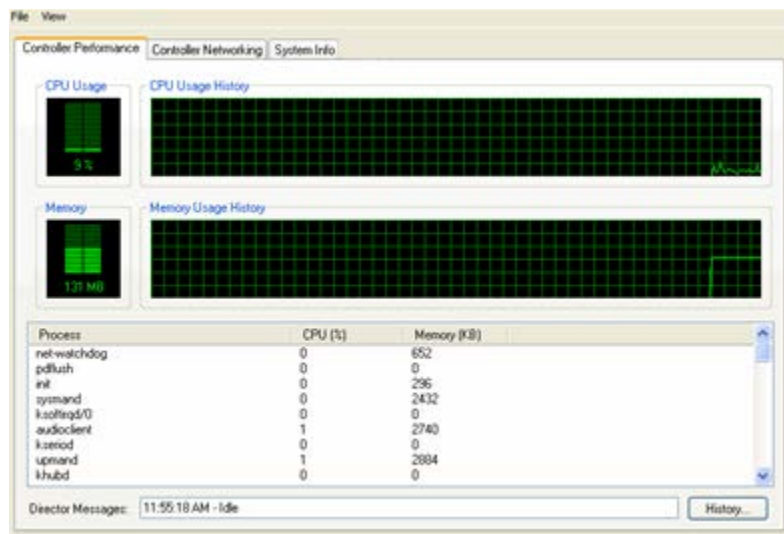 File View
Controller Performance Controller Networking System Info
CPU Usage CPU Usage History
9 %
Memory Memory Usage History
131 MB
Process CPU (%) Memory (KB)
net-watchdog 0 652
pdflush 0 0
init 0 296
sysmand 0 2432
ksoftirqd/0 0 0
audioclient 1 2740
kseriod 0 0
upmand 1 2884
khubd 0 0
Director Messages: 11:55:18 AM - Idle History...